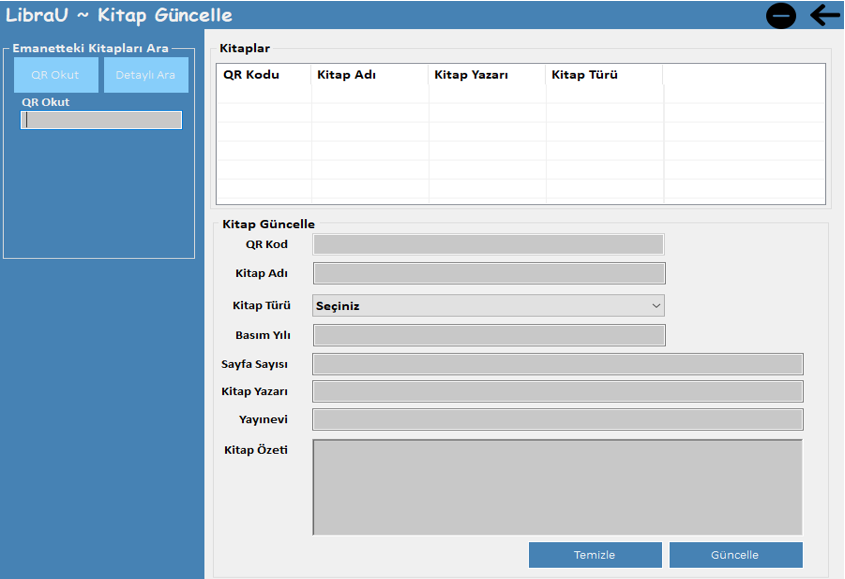 LibraU ~ Kitap Güncelle
Emanetteki Kitapları Ara
QR Okut
Detaylı Ara
QR Okut
Kitaplar
QR Kodu Kitap Adı Kitap Yazarı Kitap Türü
Kitap Güncelle
QR Kod
Kitap Adı
Kitap Türü Seçiniz
Basım Yılı
Sayfa Sayısı
Kitap Yazarı
Yayınevi
Kitap Özeti
Temizle Güncelle